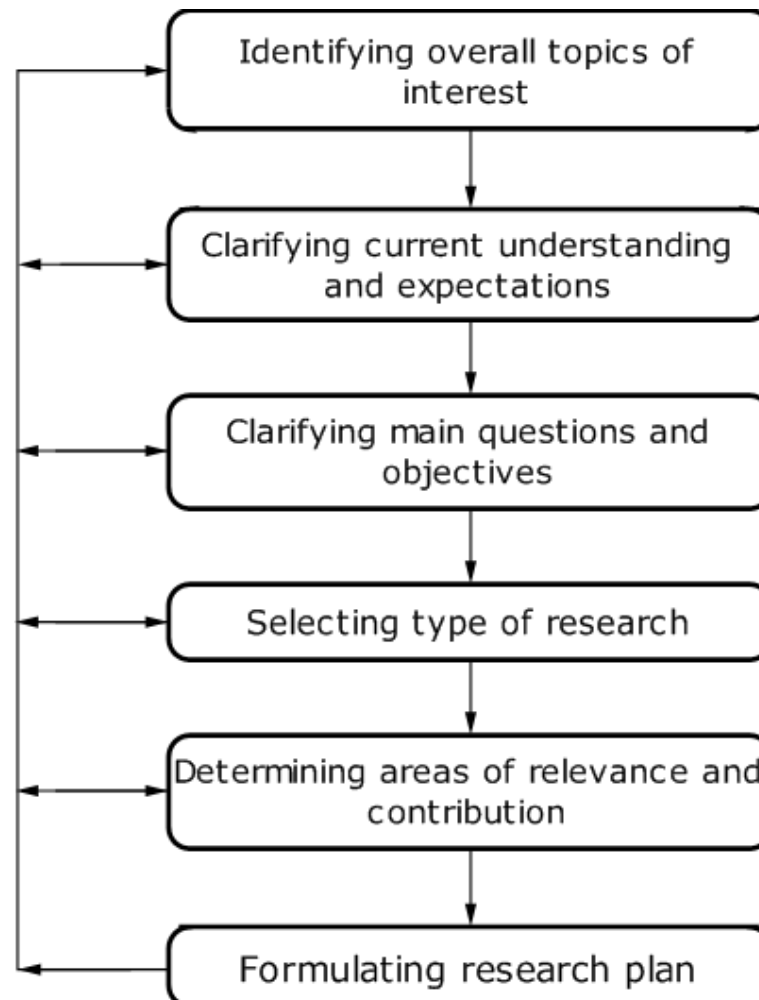 Identifying overall topics of
interest
Clarifying current understanding
and expectations
Clarifying main questions and
objectives
Selecting type of research
Determining areas of relevance and
contribution
Formulating research plan